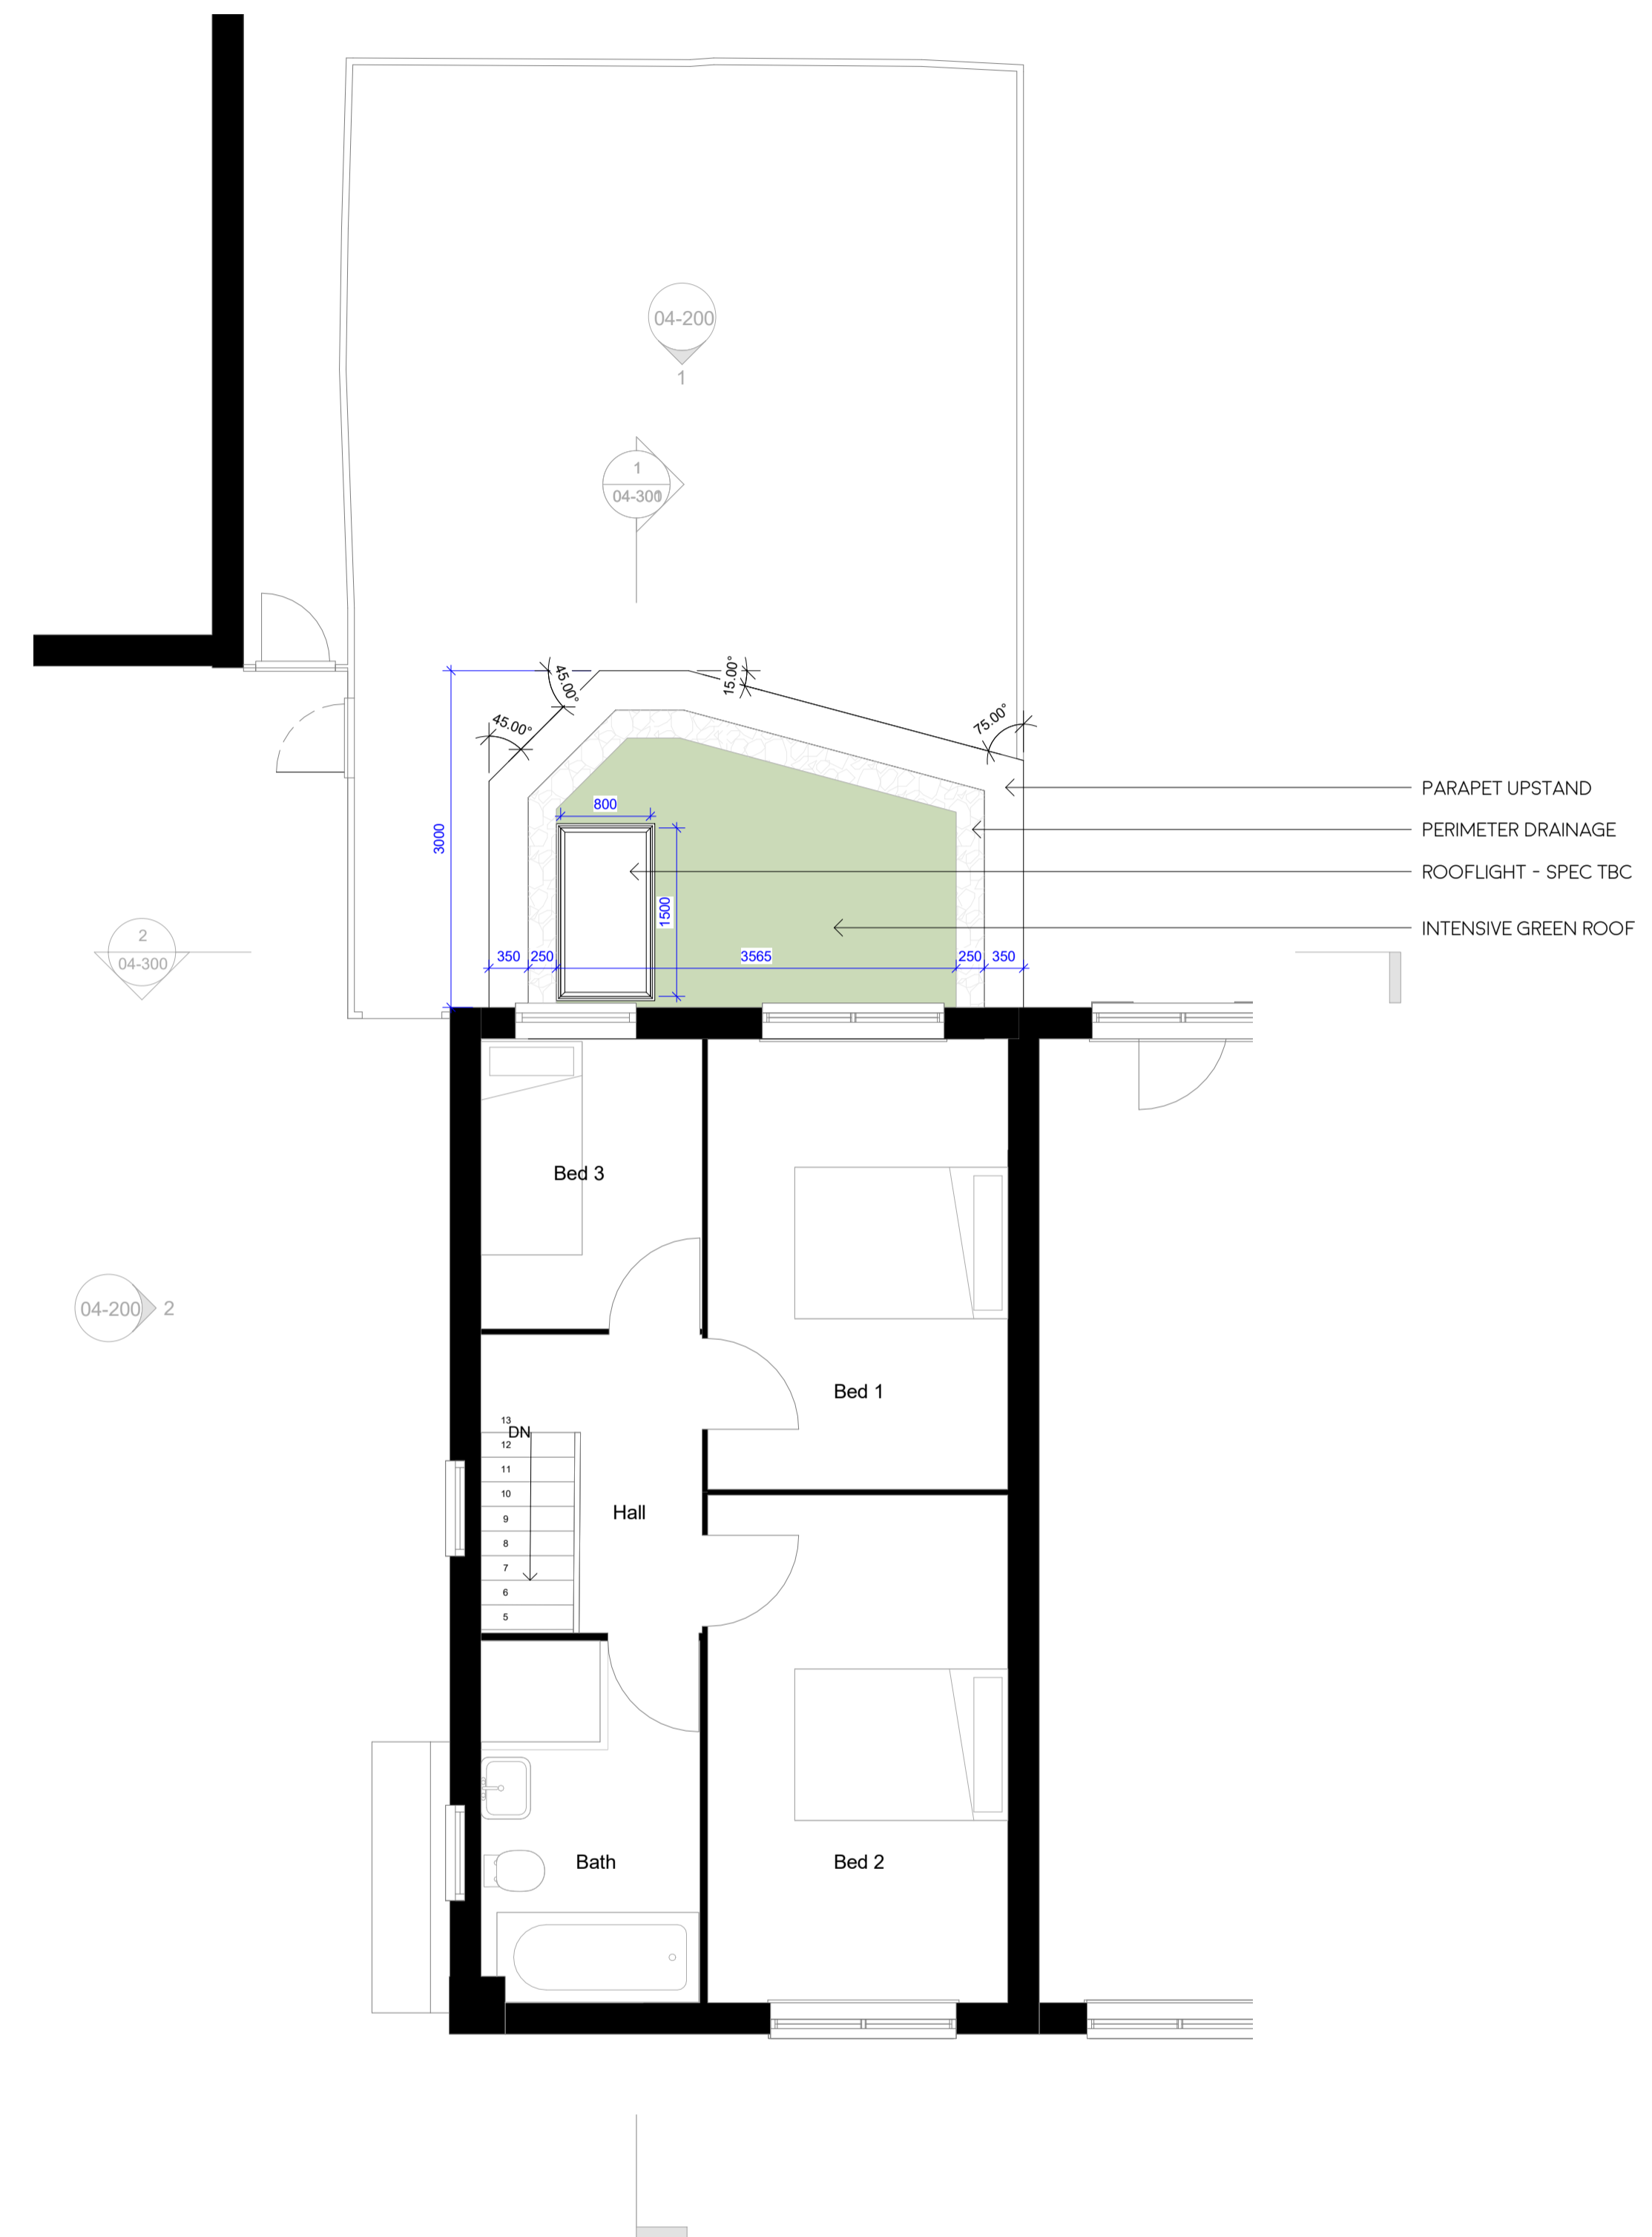 04-200
1
1
04-300
45.00°
15.00°
45.00°
75.00°
PARAPET UPSTAND
800
PERIMETER DRAINAGE
3000
ROOFLIGHT - SPEC TBC
1500
INTENSIVE GREEN ROOF
2
04-300
350
250
3565
250
350
Bed 3
04-200
2
Bed 1
13
DN
12
11
10
9
Hall
8
7
6
5
Bath
Bed 2